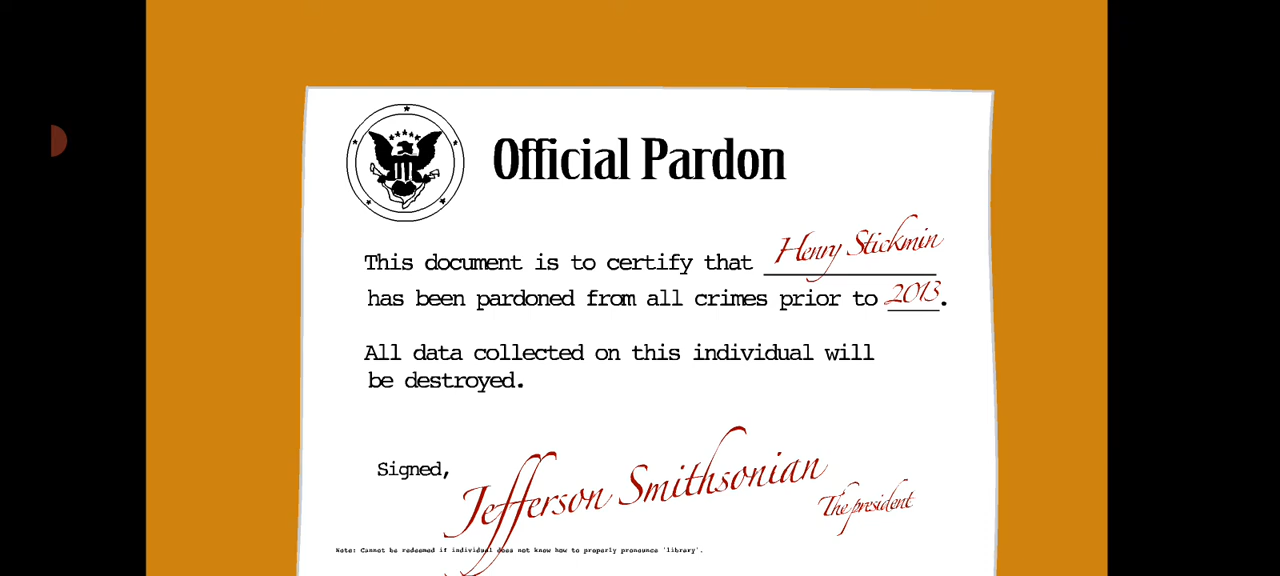 Official Pardon
This document is to certify that Henry Stickmin
has been pardoned from all crimes prior to 2013.
All data collected on this individual will
be destroyed.
Signed, Jefferson Smithsonian
The president
Note: Cannot be redeemed if individual does not know how to properly pronounce 'library'.